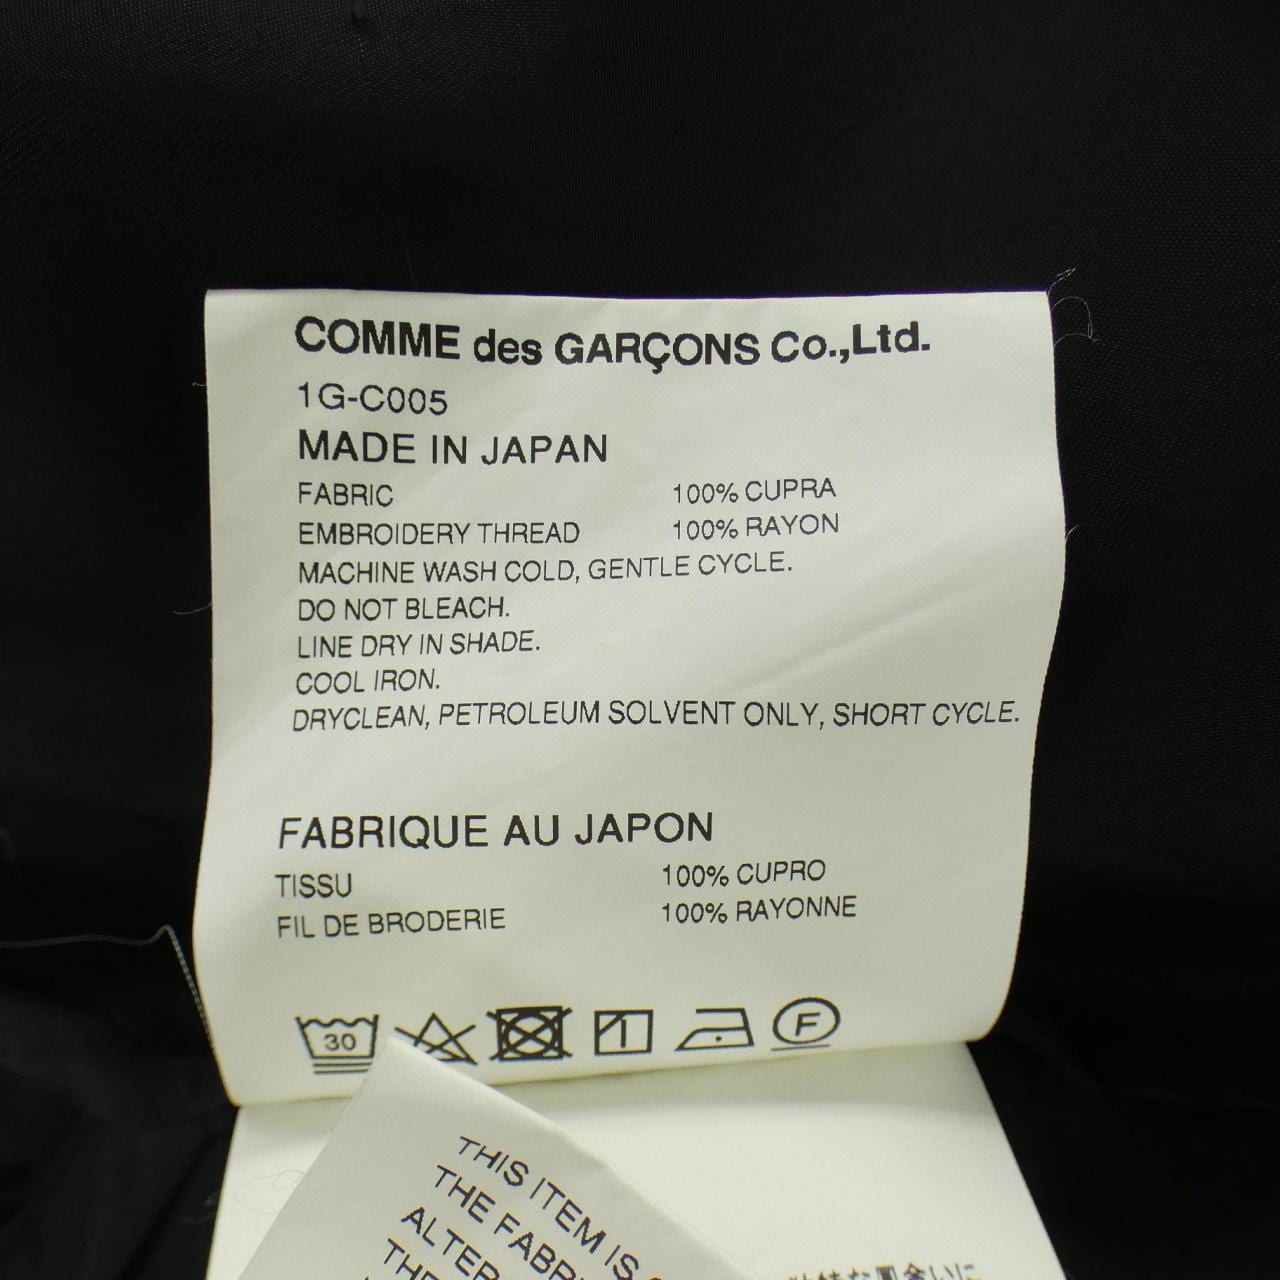 COMME des GARÇONS Co.,Ltd.
1G-C005
MADE IN JAPAN
FABRIC 100% CUPRA
EMBROIDERY THREAD 100% RAYON
MACHINE WASH COLD, GENTLE CYCLE.
DO NOT BLEACH.
LINE DRY IN SHADE.
COOL IRON.
DRYCLEAN, PETROLEUM SOLVENT ONLY, SHORT CYCLE.
FABRIQUE AU JAPON
TISSU 100% CUPRO
FIL DE BRODERIE 100% RAYONNE
30 F
THIS ITEM IS
THE